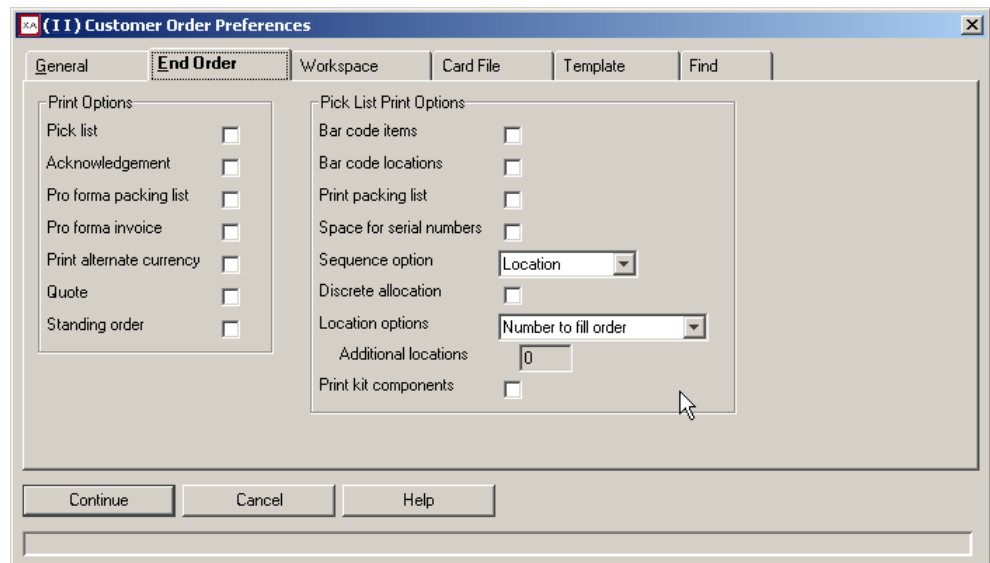 XA (II) Customer Order Preferences
General End Order Workspace Card File Template Find
Print Options
Pick list
Acknowledgement
Pro forma packing list
Pro forma invoice
Print alternate currency
Quote
Standing order
Pick List Print Options
Bar code items
Bar code locations
Print packing list
Space for serial numbers
Sequence option Location
Discrete allocation
Location options Number to fill order
Additional locations 0
Print kit components
Continue Cancel Help